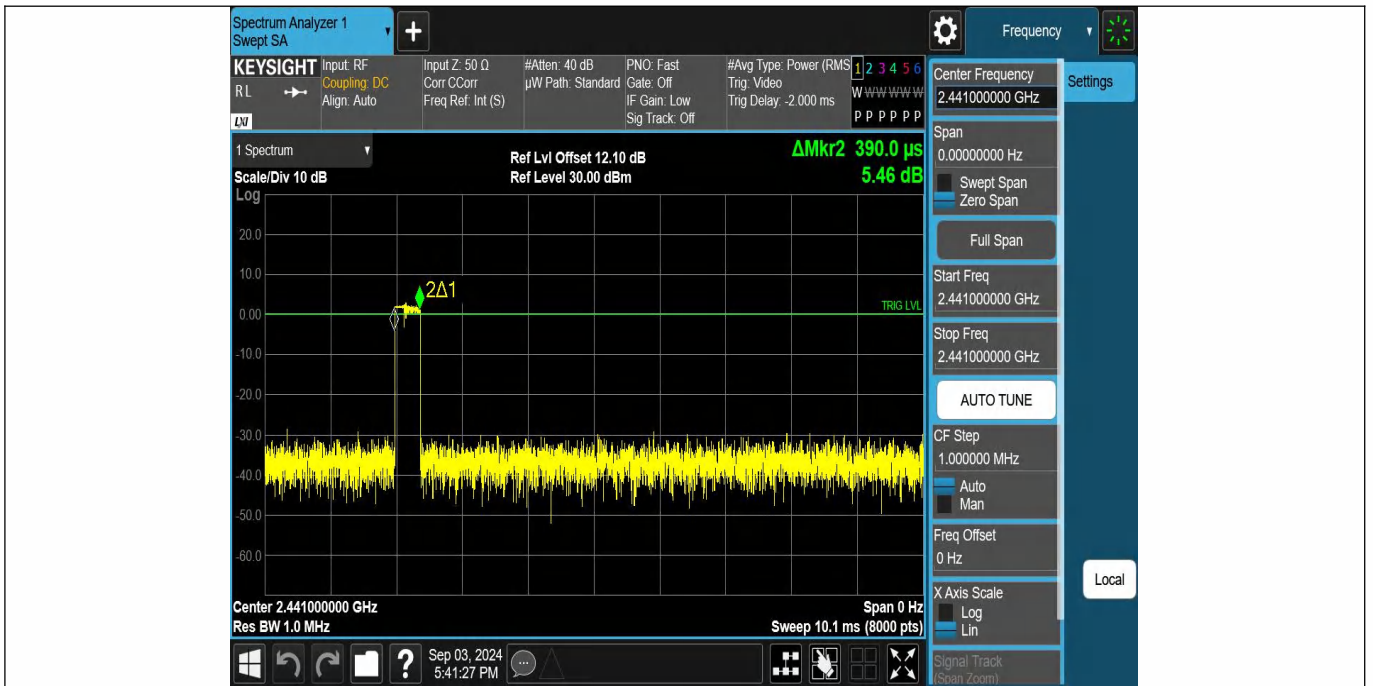 Spectrum Analyzer 1
Swept SA
Frequency
KEYSIGHT
RL
LXI
Input: RF
Coupling: DC
Align: Auto
Input Z: 50 Ω
Corr CCorr
Freq Ref: Int (S)
#Atten: 40 dB
µW Path: Standard
PNO: Fast
Gate: Off
IF Gain: Low
Sig Track: Off
#Avg Type: Power (RMS
Trig: Video
Trig Delay: -2.000 ms
1 2 3 4 5 6
W W W W W W
P P P P P P
1 Spectrum
Scale/Div 10 dB
Log
Ref Lvl Offset 12.10 dB
Ref Level 30.00 dBm
ΔMkr2 390.0 µs
5.46 dB
20.0
10.0
0.00
-10.0
-20.0
-30.0
-40.0
-50.0
-60.0
2Δ1
TRIG LVL
Center 2.441000000 GHz
Res BW 1.0 MHz
Span 0 Hz
Sweep 10.1 ms (8000 pts)
Center Frequency
2.441000000 GHz
Settings
Span
0.00000000 Hz
Swept Span
Zero Span
Full Span
Start Freq
2.441000000 GHz
Stop Freq
2.441000000 GHz
AUTO TUNE
CF Step
1.000000 MHz
Auto
Man
Freq Offset
0 Hz
Local
X Axis Scale
Log
Lin
Signal Track
(Span Zoom)
?
Sep 03, 2024
5:41:27 PM